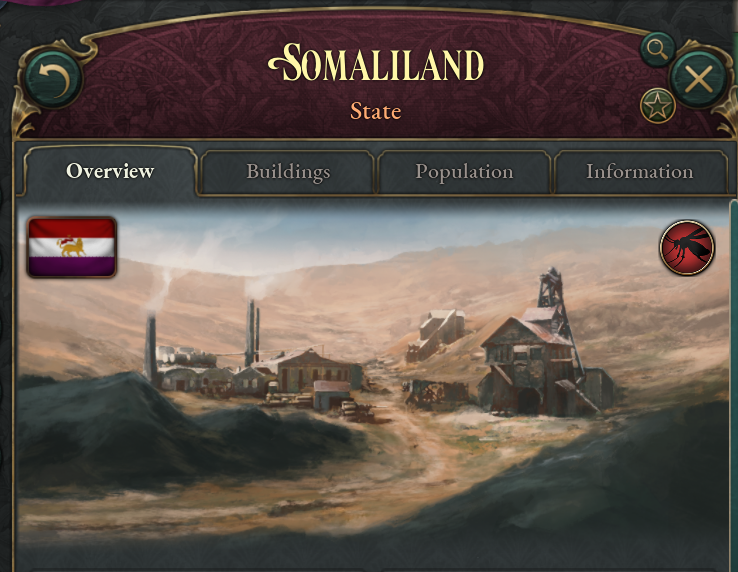 Somaliland
State
Overview
Buildings
Population
Information